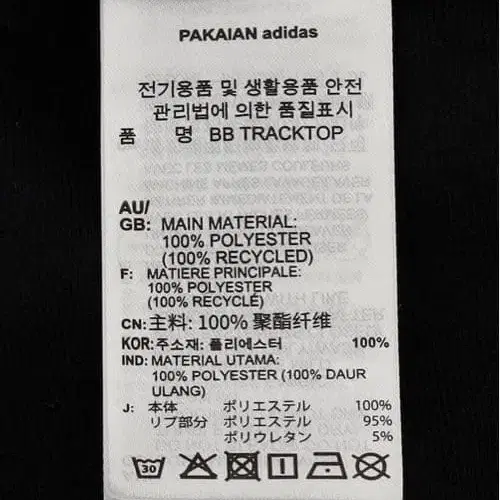 PAKAIAN adidas
전기용품 및 생활용품 안전
관리법에 의한 품질표시
품 명 BB TRACKTOP
AU/
GB: MAIN MATERIAL:
100% POLYESTER
(100% RECYCLED)
F: MATIERE PRINCIPALE:
100% POLYESTER
(100% RECYCLÉ)
CN: 主料: 100% 聚酯纤维
KOR: 주소재: 폴리에스터 100%
IND: MATERIAL UTAMA:
100% POLYESTER (100% DAUR
ULANG)
J: 本体 ポリエステル 100%
リブ部分 ポリエステル 95%
ポリウレタン 5%
30